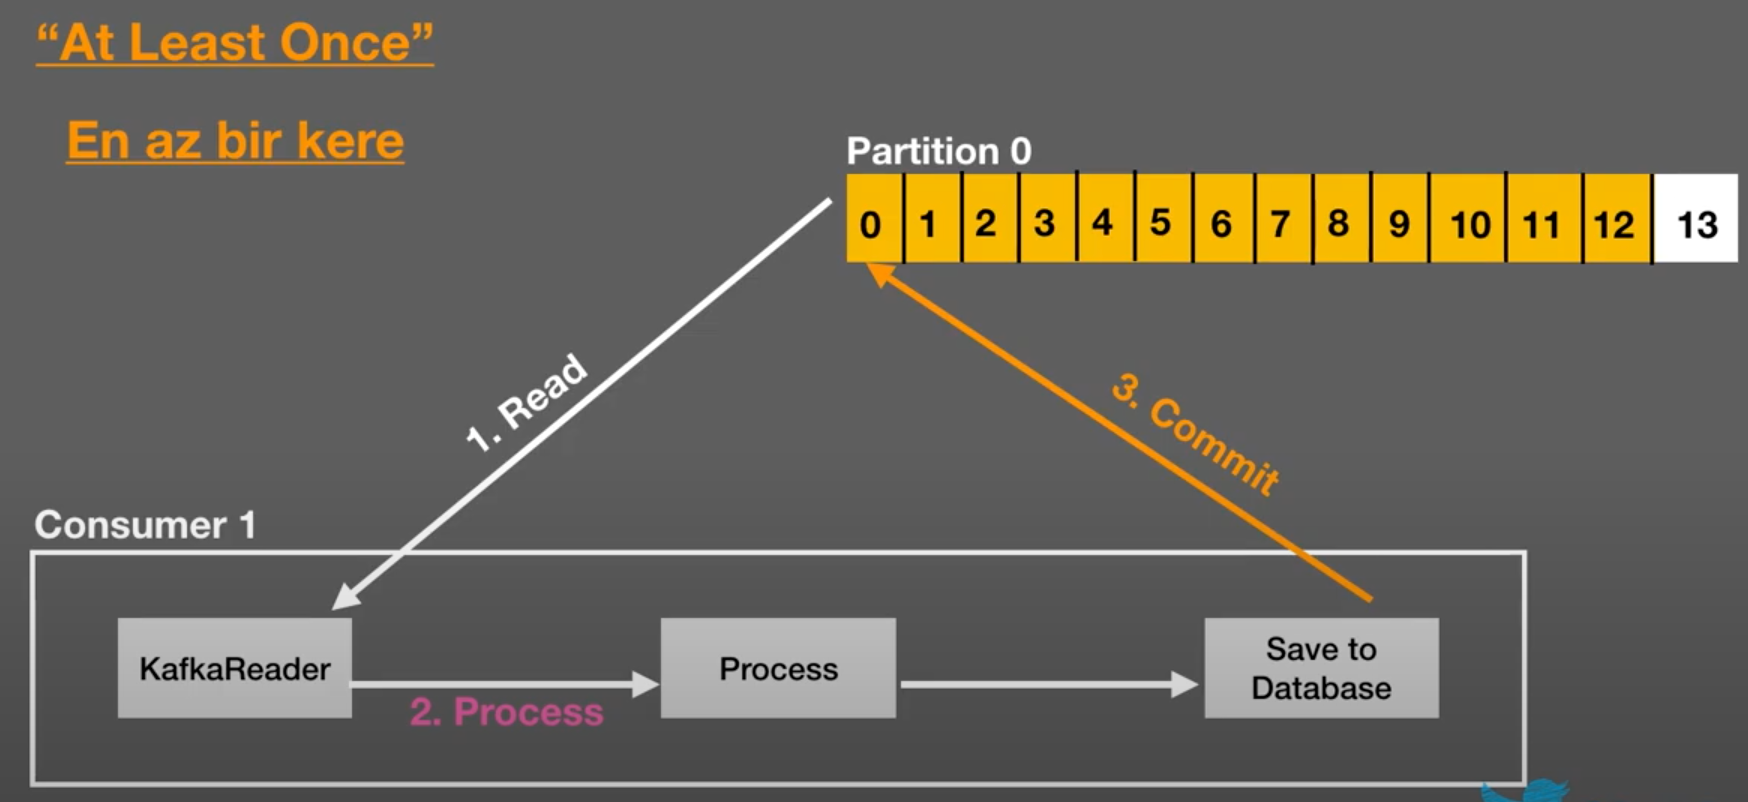 “At Least Once”
En az bir kere
Partition 0
0 1 2 3 4 5 6 7 8 9 10 11 12 13
1. Read
3. Commit
Consumer 1
KafkaReader
2. Process
Process
Save to
Database